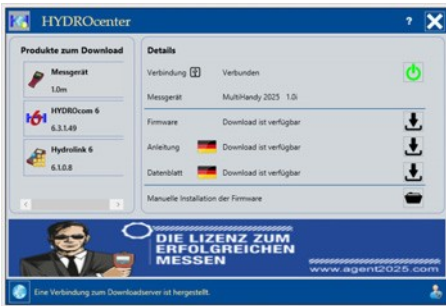 HYDROcenter
?
Produkte zum Download
Messgerät
1.0m
HYDROcom 6
6.3.1.49
Hydrolink 6
6.1.0.8
Details
Verbindung Verbunden
Messgerät MultiHandy 2025 1.0i
Firmware Download ist verfügbar
Anleitung Download ist verfügbar
Datenblatt Download ist verfügbar
Manuelle Installation der Firmware
DIE LIZENZ ZUM
ERFOLGREICHEN
MESSEN
www.agent2025.com
Eine Verbindung zum Downloadserver ist hergestellt.